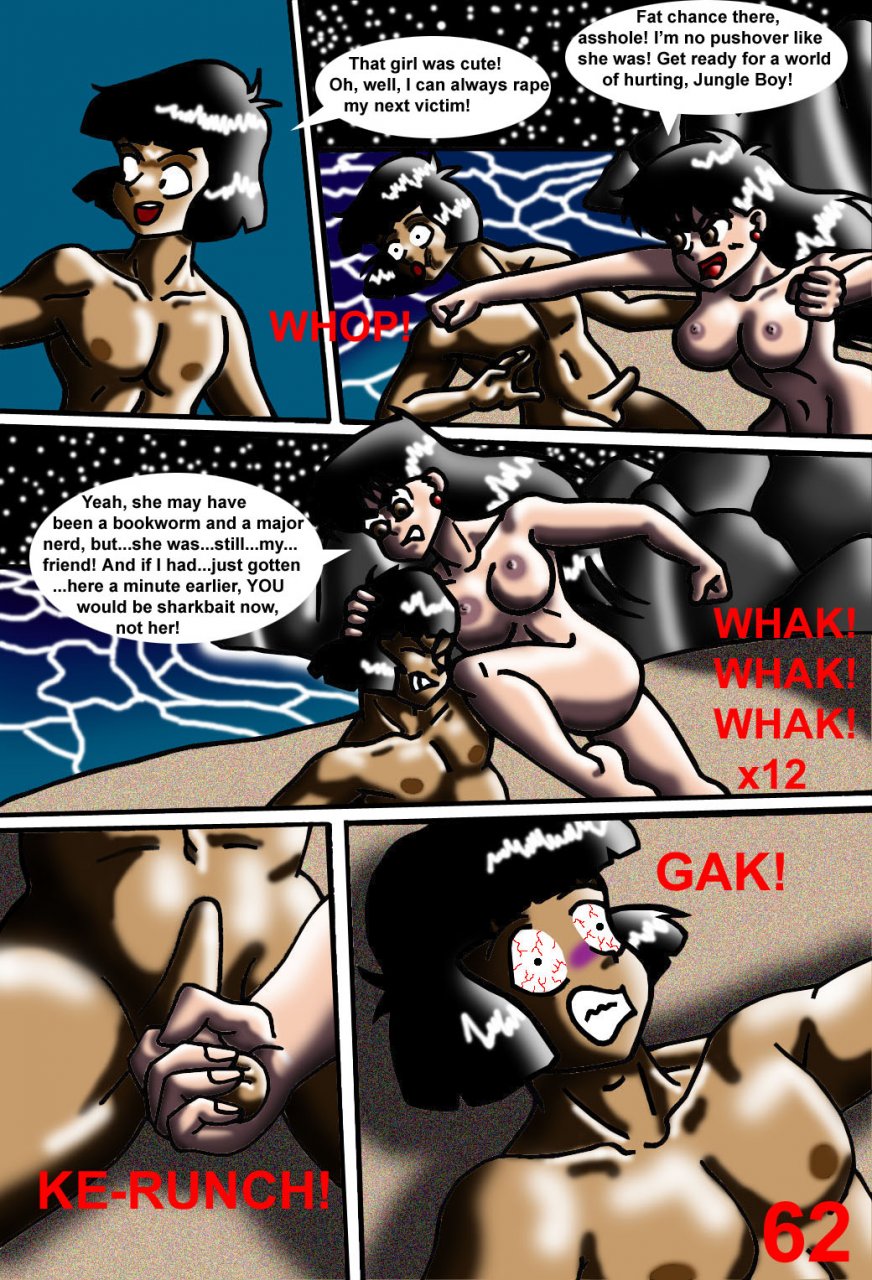 That girl was cute!
Oh, well, I can always rape
my next victim!
Fat chance there,
asshole! I'm no pushover like
she was! Get ready for a world
of hurting, Jungle Boy!
WHOP!
Yeah, she may have
been a bookworm and a major
nerd, but...she was...still...my...
friend! And if I had...just gotten
...here a minute earlier, YOU
would be sharkbait now,
not her!
WHAK!
WHAK!
WHAK!
x12
KE-RUNCH!
GAK!
62